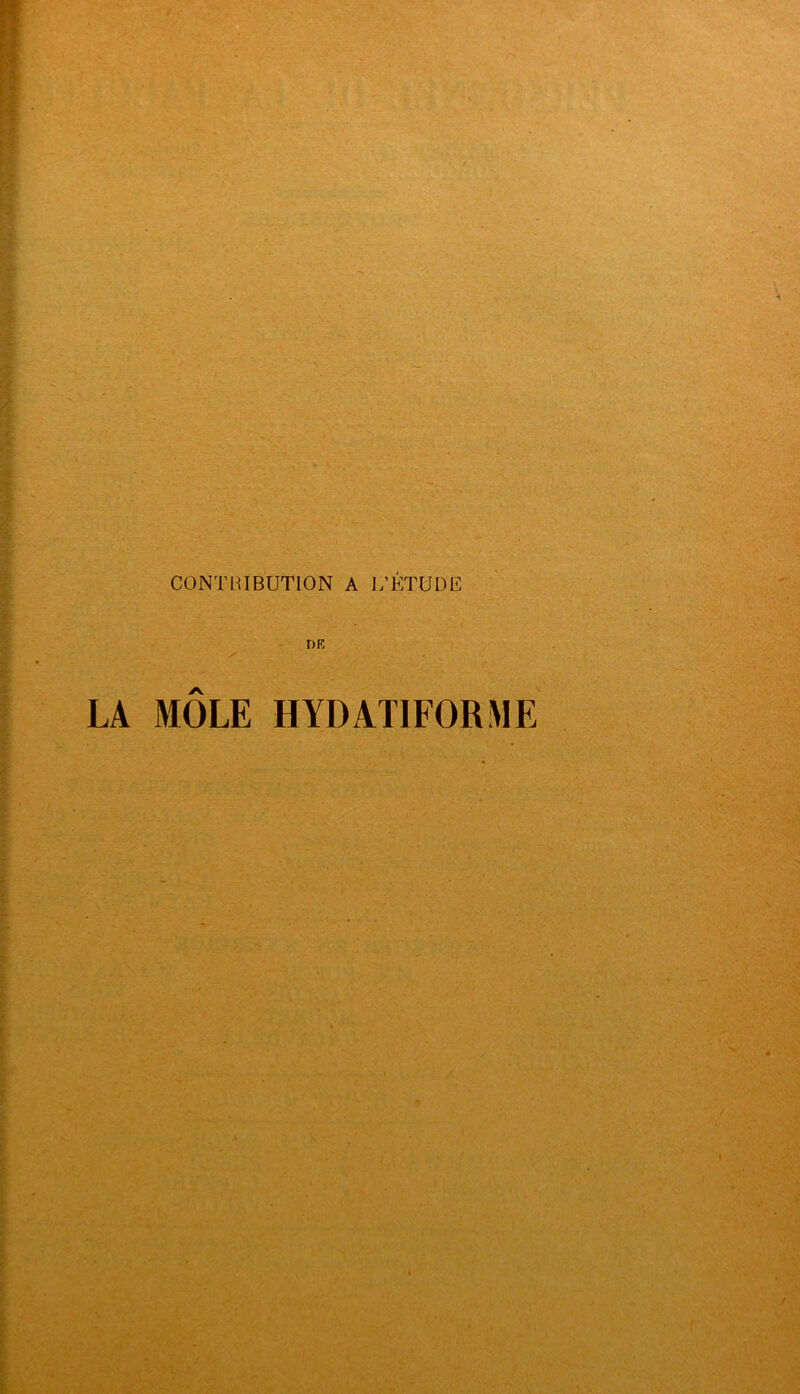 CONTRIBUTION A L'ÉTUDE
DE
LA MÔLE HYDATIFORME